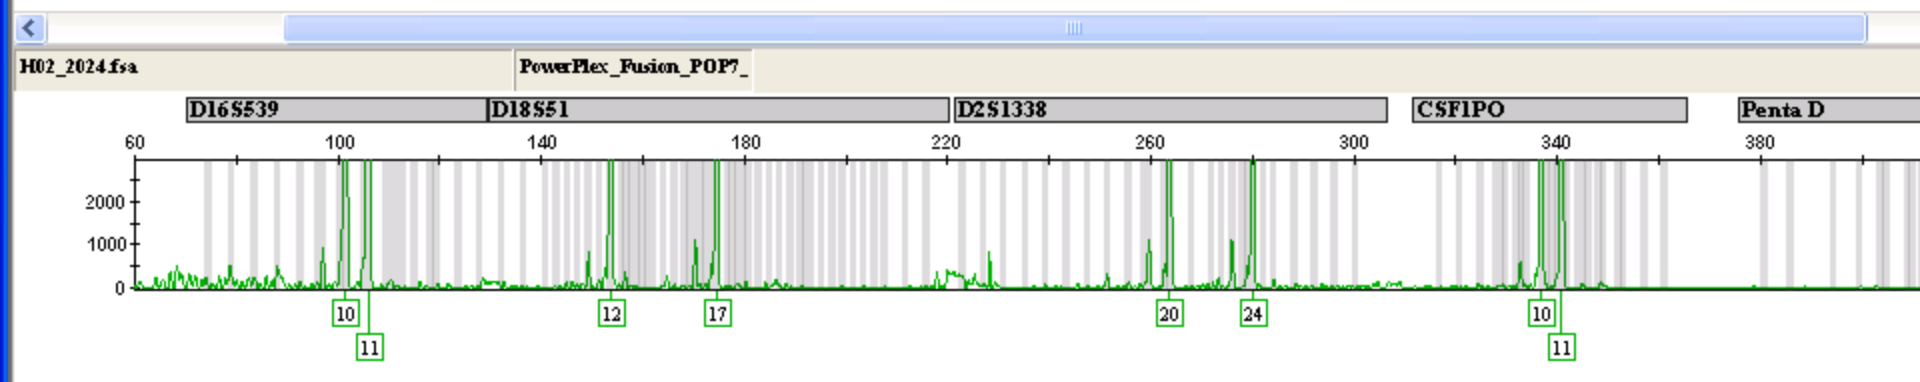 H02_2024.fsa PowerPlex_Fusion_POP7_
D16S539 D18S51 D2S1338 CSF1PO Penta D
60 100 140 180 220 260 300 340 380
2000
1000
0
10 12 17 20 24 10
11 11